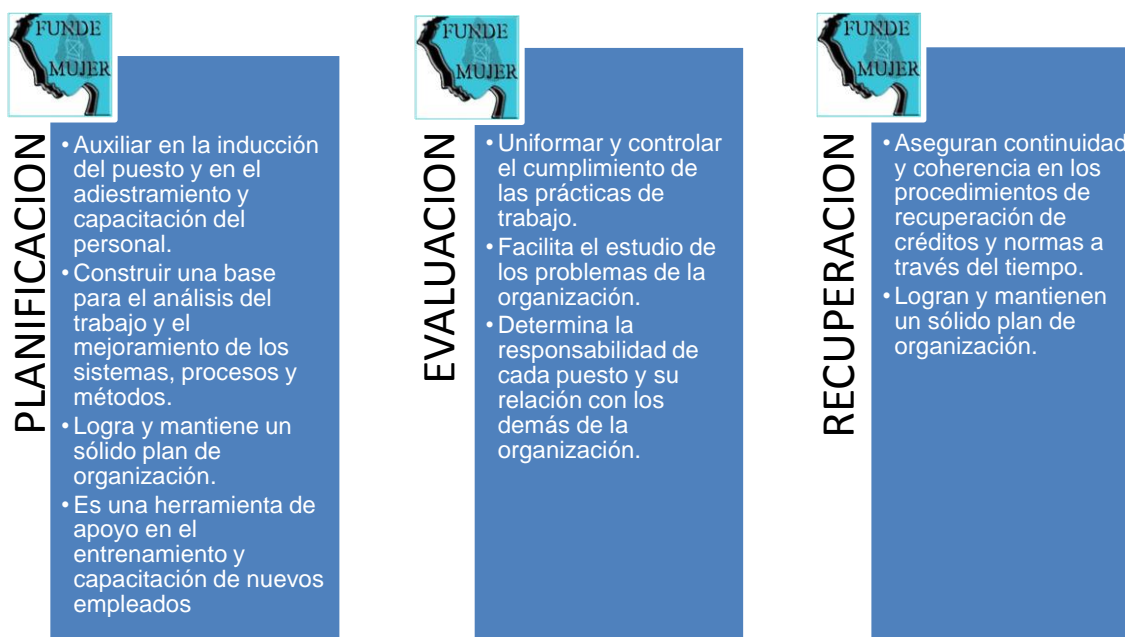 FUNDE
MUJER
PLANIFICACION
• Auxiliar en la inducción
del puesto y en el
adiestramiento y
capacitación del
personal.
• Construir una base
para el análisis del
trabajo y el
mejoramiento de los
sistemas, procesos y
métodos.
• Logra y mantiene un
sólido plan de
organización.
• Es una herramienta de
apoyo en el
entrenamiento y
capacitación de nuevos
empleados
FUNDE
MUJER
EVALUACION
• Uniformar y controlar
el cumplimiento de
las prácticas de
trabajo.
• Facilita el estudio de
los problemas de la
organización.
• Determina la
responsabilidad de
cada puesto y su
relación con los
demás de la
organización.
FUNDE
MUJER
RECUPERACION
• Aseguran continuidad
y coherencia en los
procedimientos de
recuperación de
créditos y normas a
través del tiempo.
• Logran y mantienen
un sólido plan de
organización.